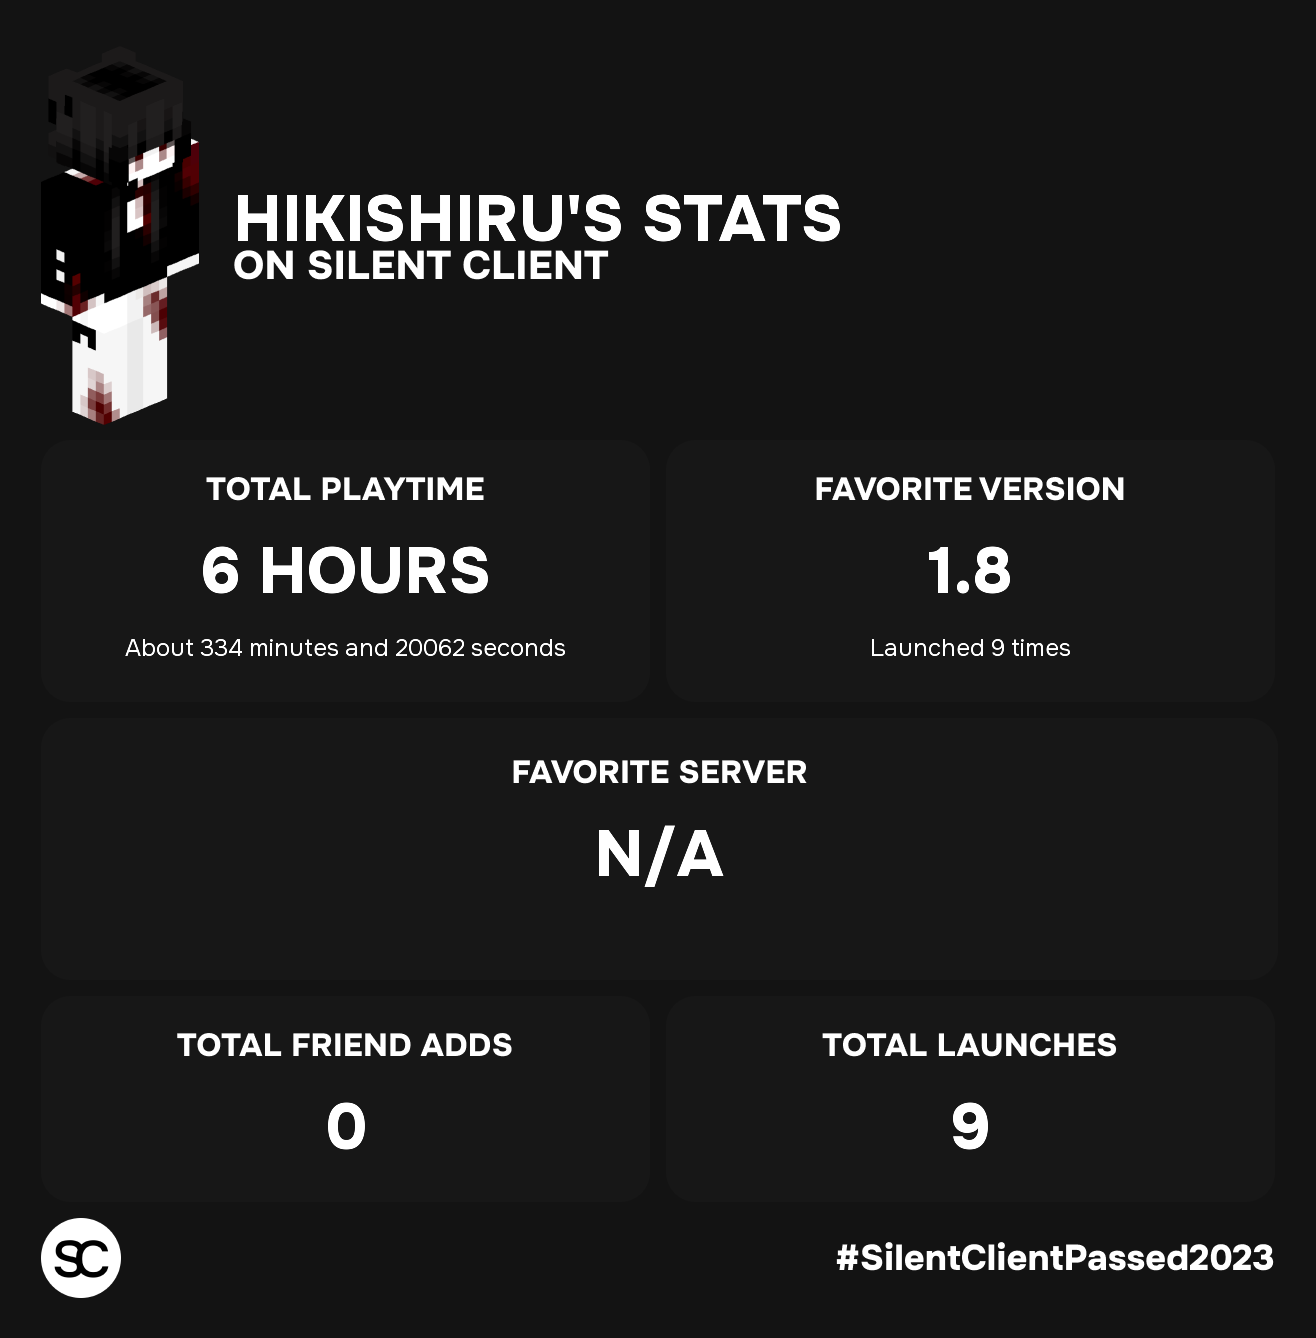 HIKISHIRU'S STATS
ON SILENT CLIENT
TOTAL PLAYTIME
6 HOURS
About 334 minutes and 20062 seconds
FAVORITE VERSION
1.8
Launched 9 times
FAVORITE SERVER
N/A
TOTAL FRIEND ADDS
0
TOTAL LAUNCHES
9
SC
#SilentClientPassed2023